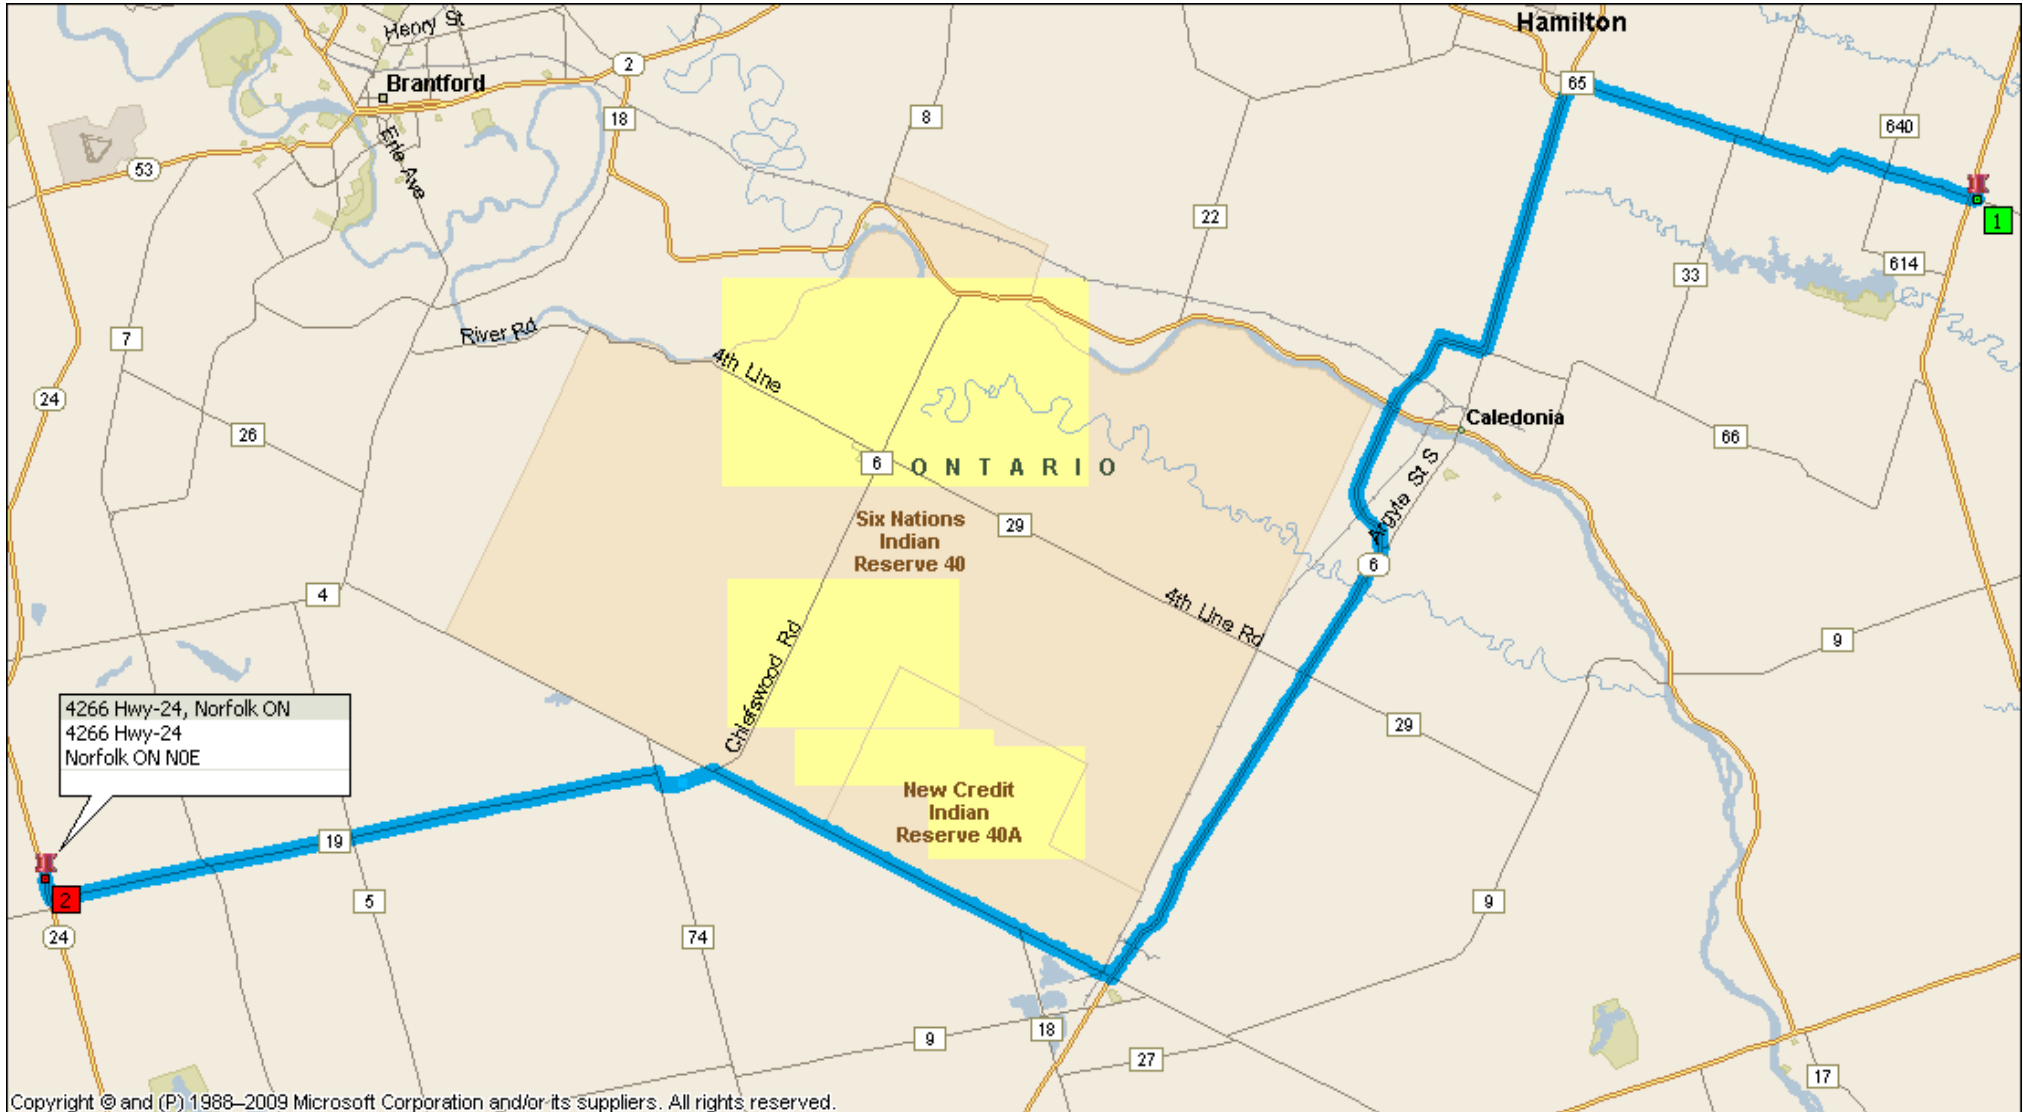 Hamilton
Henry St
2
65
Brantford
8
18
640
Erie Ave
53
22
1
33
614
River Rd
7
4th Line
24
Caledonia
26
66
6
ONTARIO
Argyle St S
Six Nations
Indian
Reserve 40
29
6
4
4th Line Rd
9
Chiefswood Rd
4266 Hwy-24, Norfolk ON
4266 Hwy-24
Norfolk ON N0E
29
New Credit
Indian
Reserve 40A
19
2
5
9
24
74
18
9
27
17
Copyright © and (P) 1988–2009 Microsoft Corporation and/or its suppliers. All rights reserved.